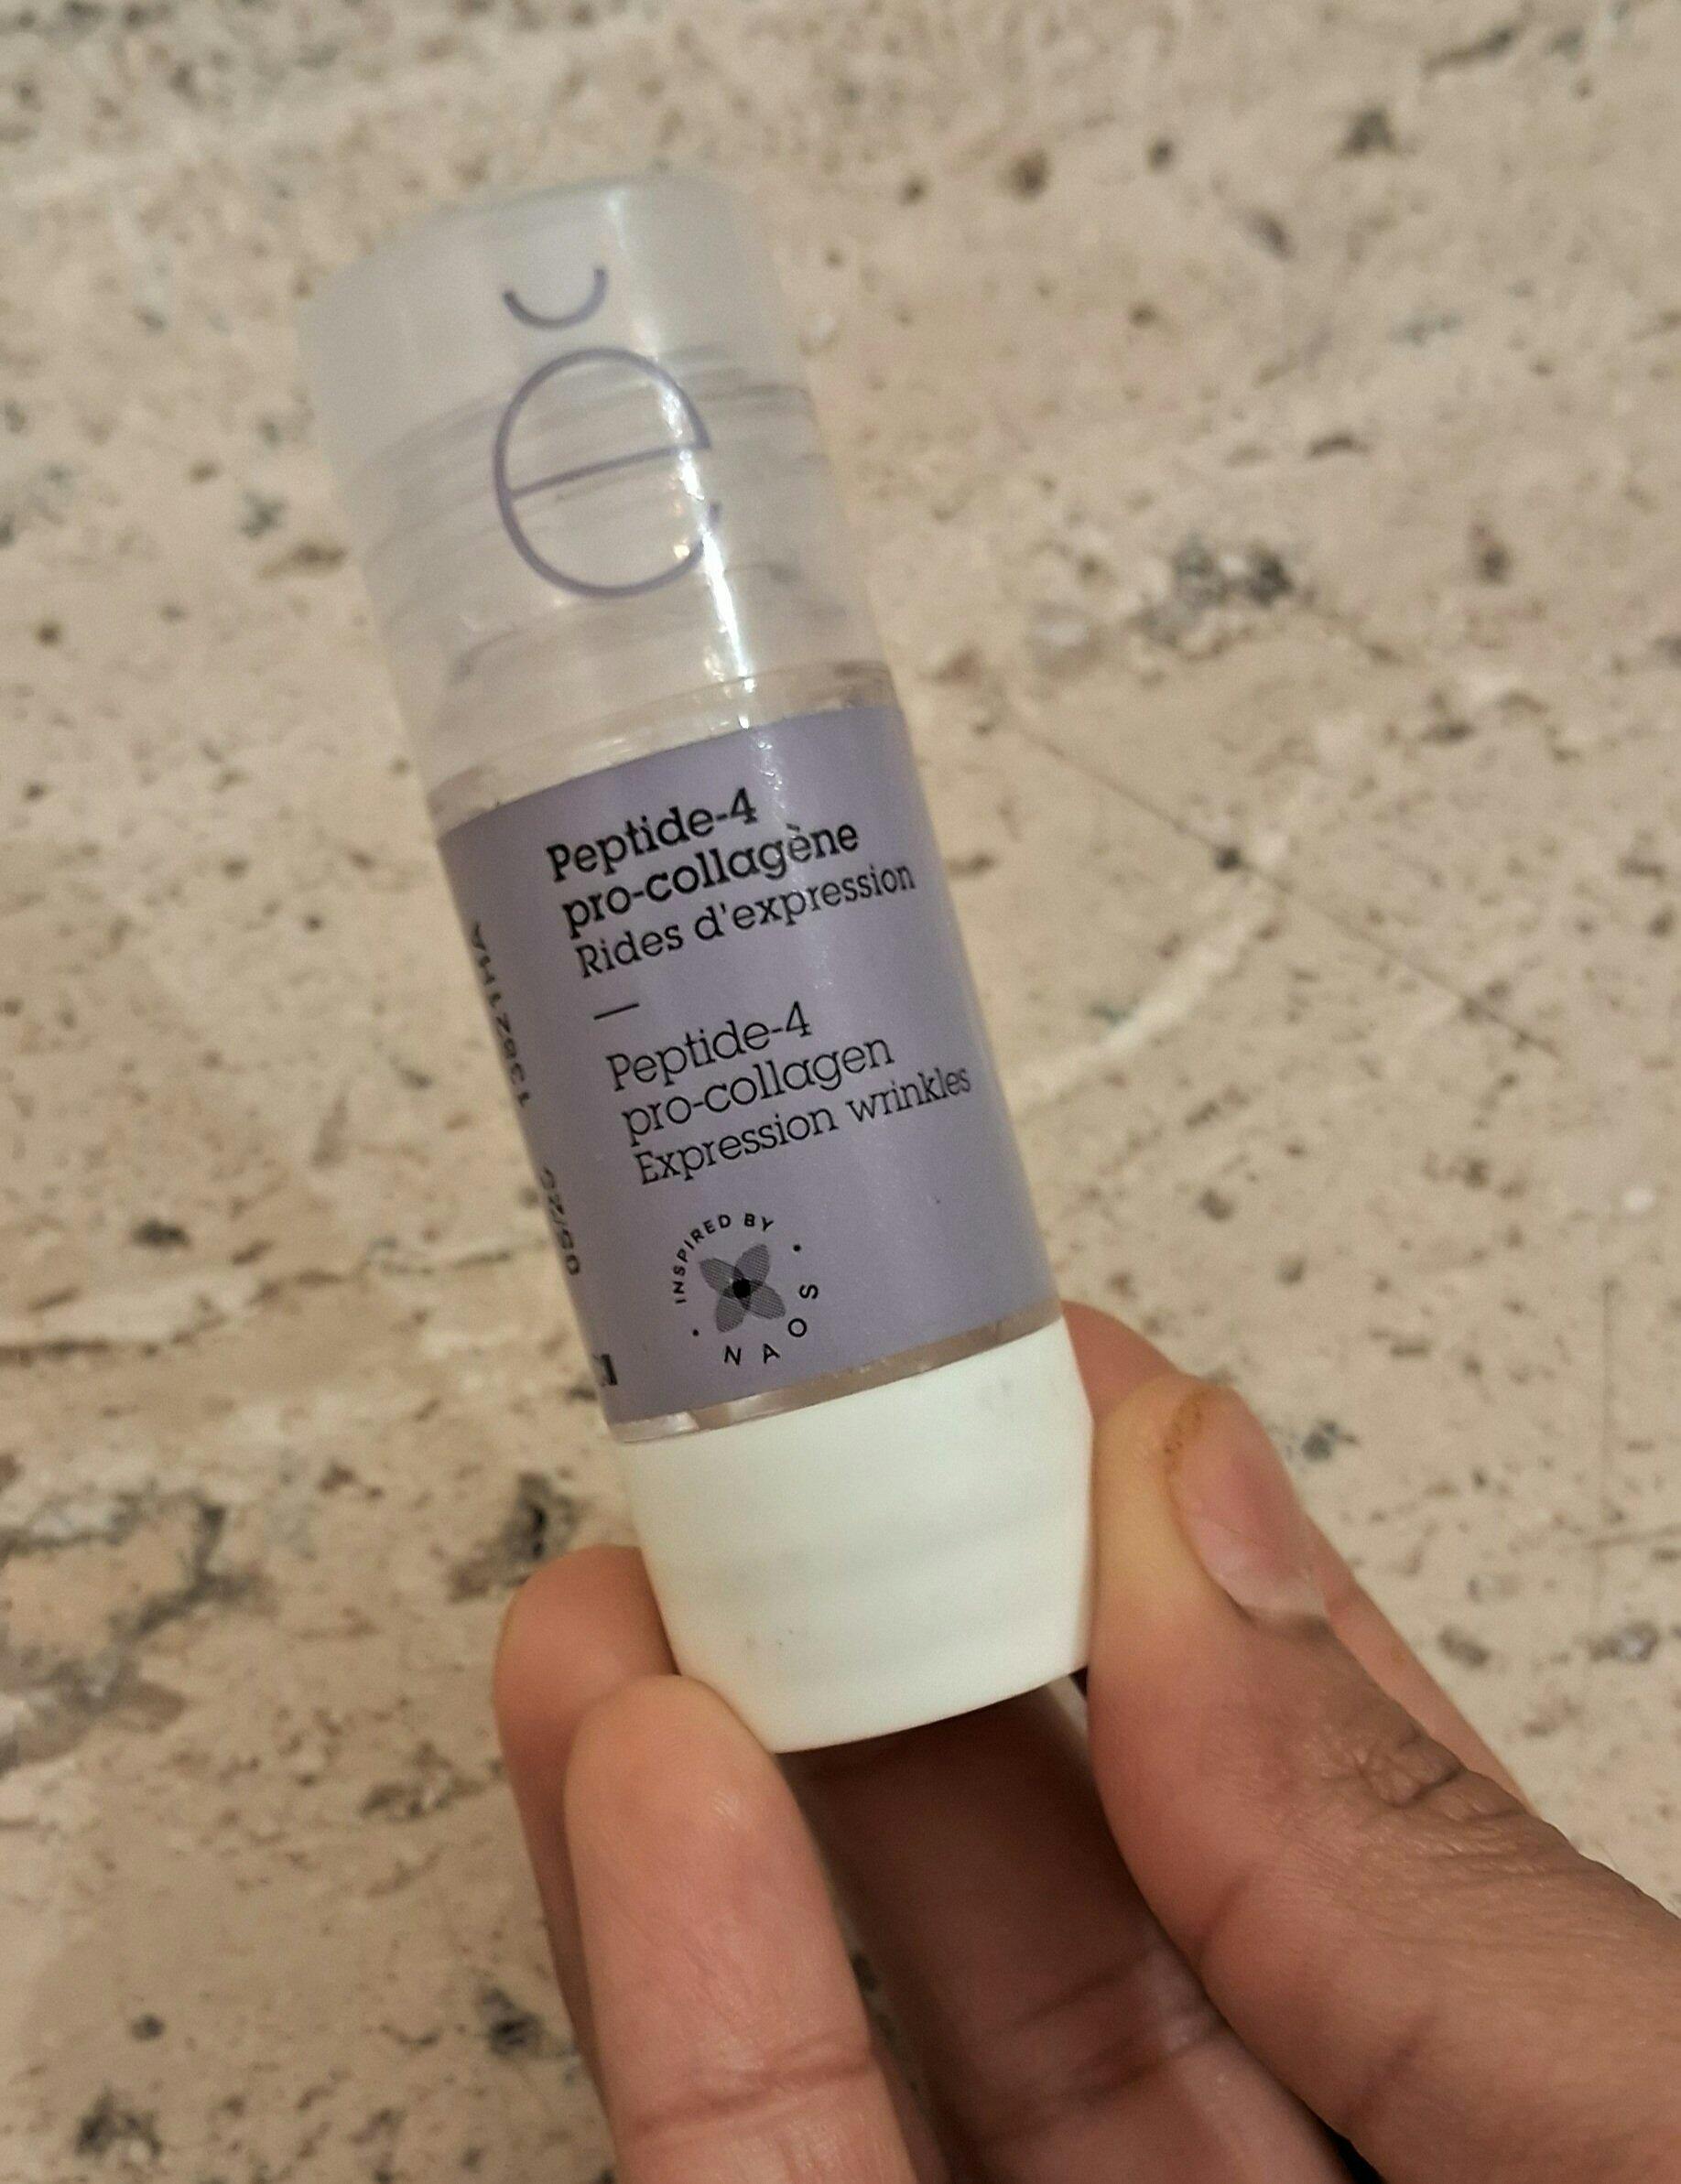 ĕ
Peptide-4
pro-collagène
Rides d'expression
—
Peptide-4
pro-collagen
Expression wrinkles
INSPIRED BY
NAOS